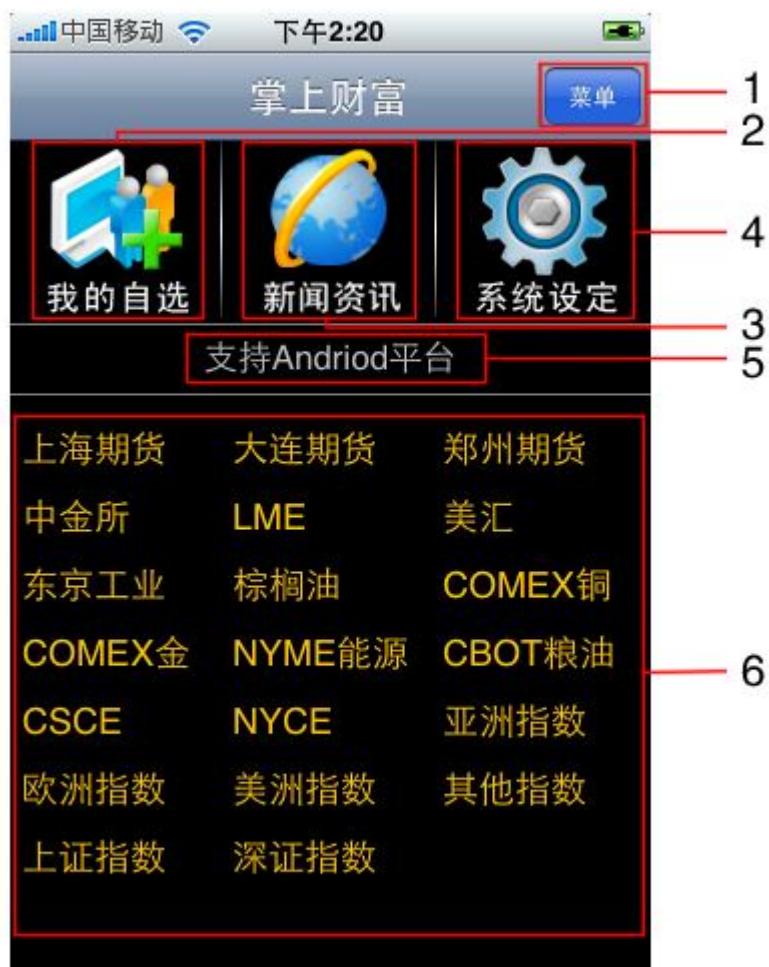 中国移动 下午2:20
掌上财富 菜单 1
2
我的自选 新闻资讯 系统设定 4
3
支持Andriod平台 5
上海期货 大连期货 郑州期货
中金所 LME 美汇
东京工业 棕榈油 COMEX铜
COMEX金 NYME能源 CBOT粮油 6
CSCE NYCE 亚洲指数
欧洲指数 美洲指数 其他指数
上证指数 深证指数